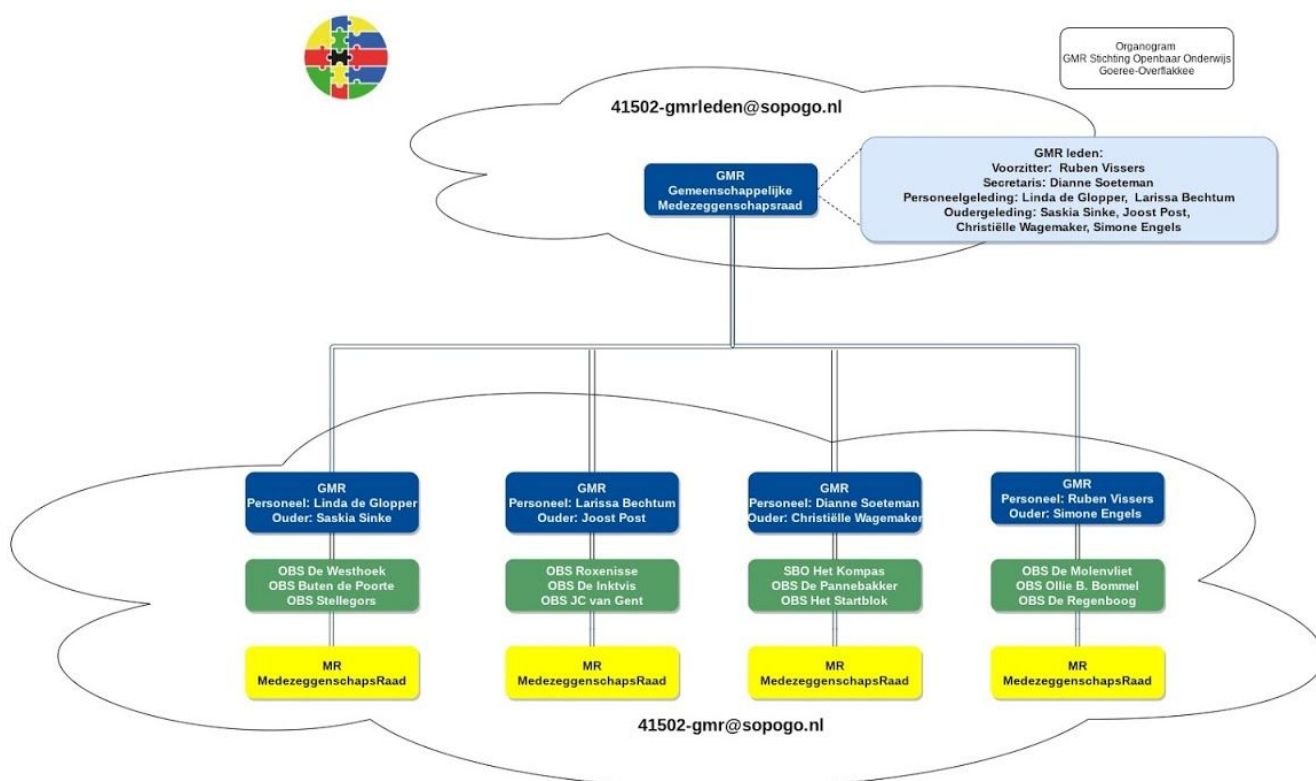 Organogram
GMR Stichting Openbaar Onderwijs
Goeree-Overflakkee
41502-gmrleden@sopogo.nl
GMR
Gemeenschappelijke
Medezeggenschapsraad
GMR leden:
Voorzitter: Ruben Vissers
Secretaris: Dianne Soeteman
Personeelgeleding: Linda de Glopper, Larissa Bechtum
Oudergeleding: Saskia Sinke, Joost Post,
Christiëlle Wagemaker, Simone Engels
GMR
Personeel: Linda de Glopper
Ouder: Saskia Sinke
GMR
Personeel: Larissa Bechtum
Ouder: Joost Post
GMR
Personeel: Dianne Soeteman
Ouder: Christiëlle Wagemaker
GMR
Personeel: Ruben Vissers
Ouder: Simone Engels
OBS De Westhoek
OBS Buten de Poorte
OBS Stellegors
OBS Roxenisse
OBS De Inktvis
OBS JC van Gent
SBO Het Kompas
OBS De Pannebakker
OBS Het Startblok
OBS De Molenvliet
OBS Ollie B. Bommel
OBS De Regenboog
MR
MedezeggenschapsRaad
MR
MedezeggenschapsRaad
MR
MedezeggenschapsRaad
MR
MedezeggenschapsRaad
41502-gmr@sopogo.nl